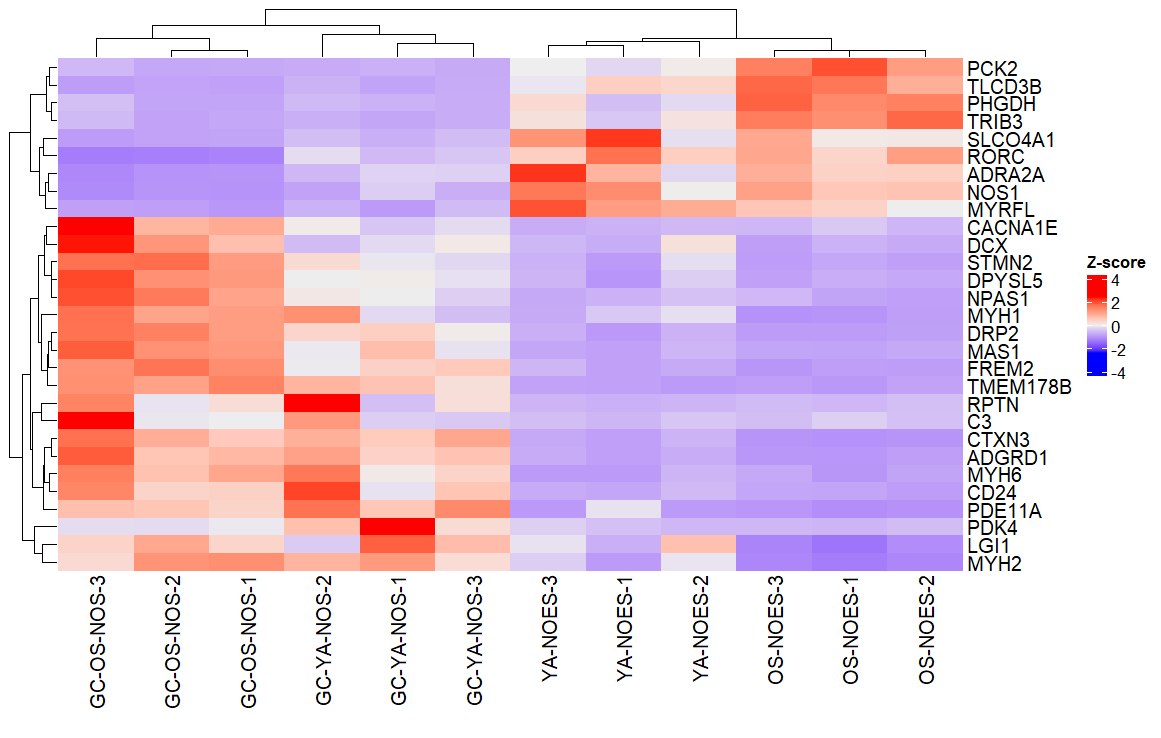 PCK2
TLCD3B
PHGDH
TRIB3
SLCO4A1
RORC
ADRA2A
NOS1
MYRFL
CACNA1E
DCX
STMN2
DPYSL5
NPAS1
MYH1
DRP2
MAS1
FREM2
TMEM178B
RPTN
C3
CTXN3
ADGRD1
MYH6
CD24
PDE11A
PDK4
LGI1
MYH2
Z-score
4
2
0
-2
-4
GC-OS-NOS-3
GC-OS-NOS-2
GC-OS-NOS-1
GC-YA-NOS-2
GC-YA-NOS-1
GC-YA-NOS-3
YA-NOES-3
YA-NOES-1
YA-NOES-2
OS-NOES-3
OS-NOES-1
OS-NOES-2